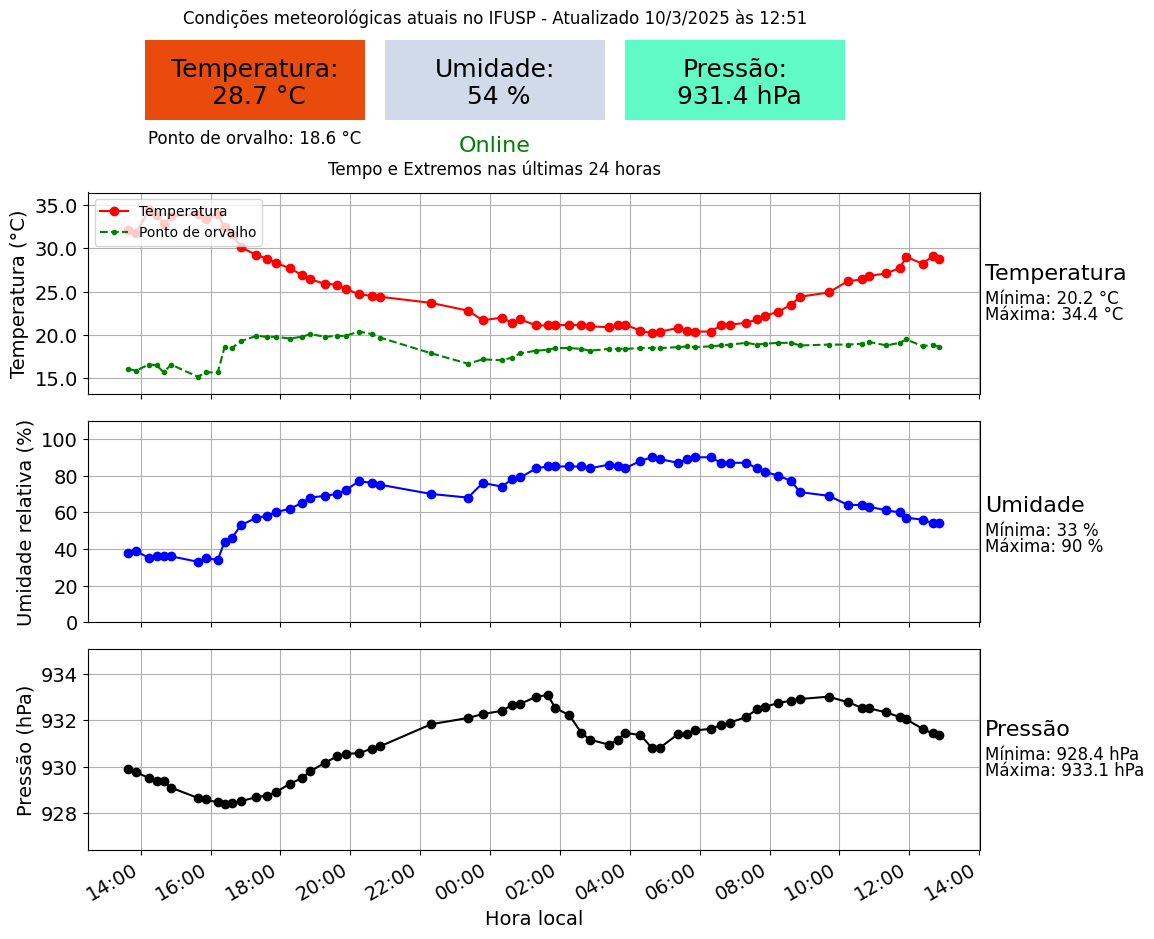 Condições meteorológicas atuais no IFUSP - Atualizado 10/3/2025 às 12:51
Temperatura:
28.7 °C
Umidade:
54 %
Pressão:
931.4 hPa
Ponto de orvalho: 18.6 °C
Online
Tempo e Extremos nas últimas 24 horas
Temperatura (°C)
35.0
30.0
25.0
20.0
15.0
Temperatura
Ponto de orvalho
Temperatura
Mínima: 20.2 °C
Máxima: 34.4 °C
Umidade relativa (%)
100
80
60
40
20
0
Umidade
Mínima: 33 %
Máxima: 90 %
Pressão (hPa)
934
932
930
928
Pressão
Mínima: 928.4 hPa
Máxima: 933.1 hPa
14:00 16:00 18:00 20:00 22:00 00:00 02:00 04:00 06:00 08:00 10:00 12:00 14:00
Hora local